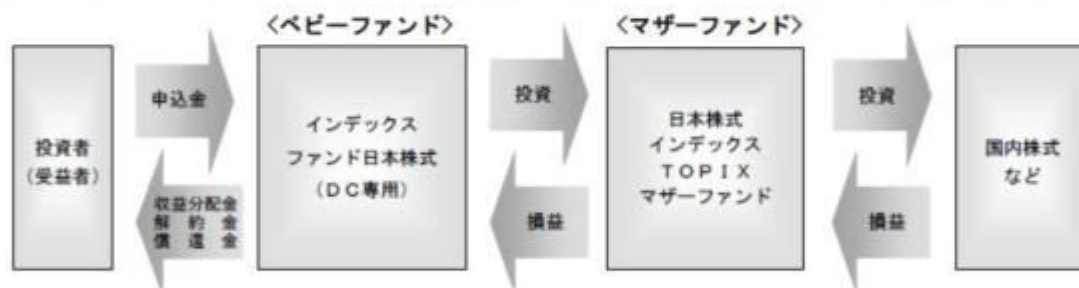 〈ベビーファンド〉
〈マザーファンド〉
投資者
(受益者)
申込金
収益分配金
解約金
償還金
インデックス
ファンド日本株式
(DC専用)
投資
損益
日本株式
インデックス
TOPIX
マザーファンド
投資
損益
国内株式
など